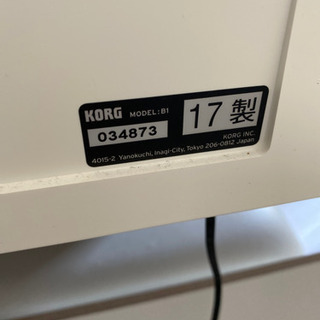 KORG MODEL: B1
034873
17 製
KORG INC.
4015-2 Yanokuchi, Inagi-City, Tokyo 206-0812 Japan